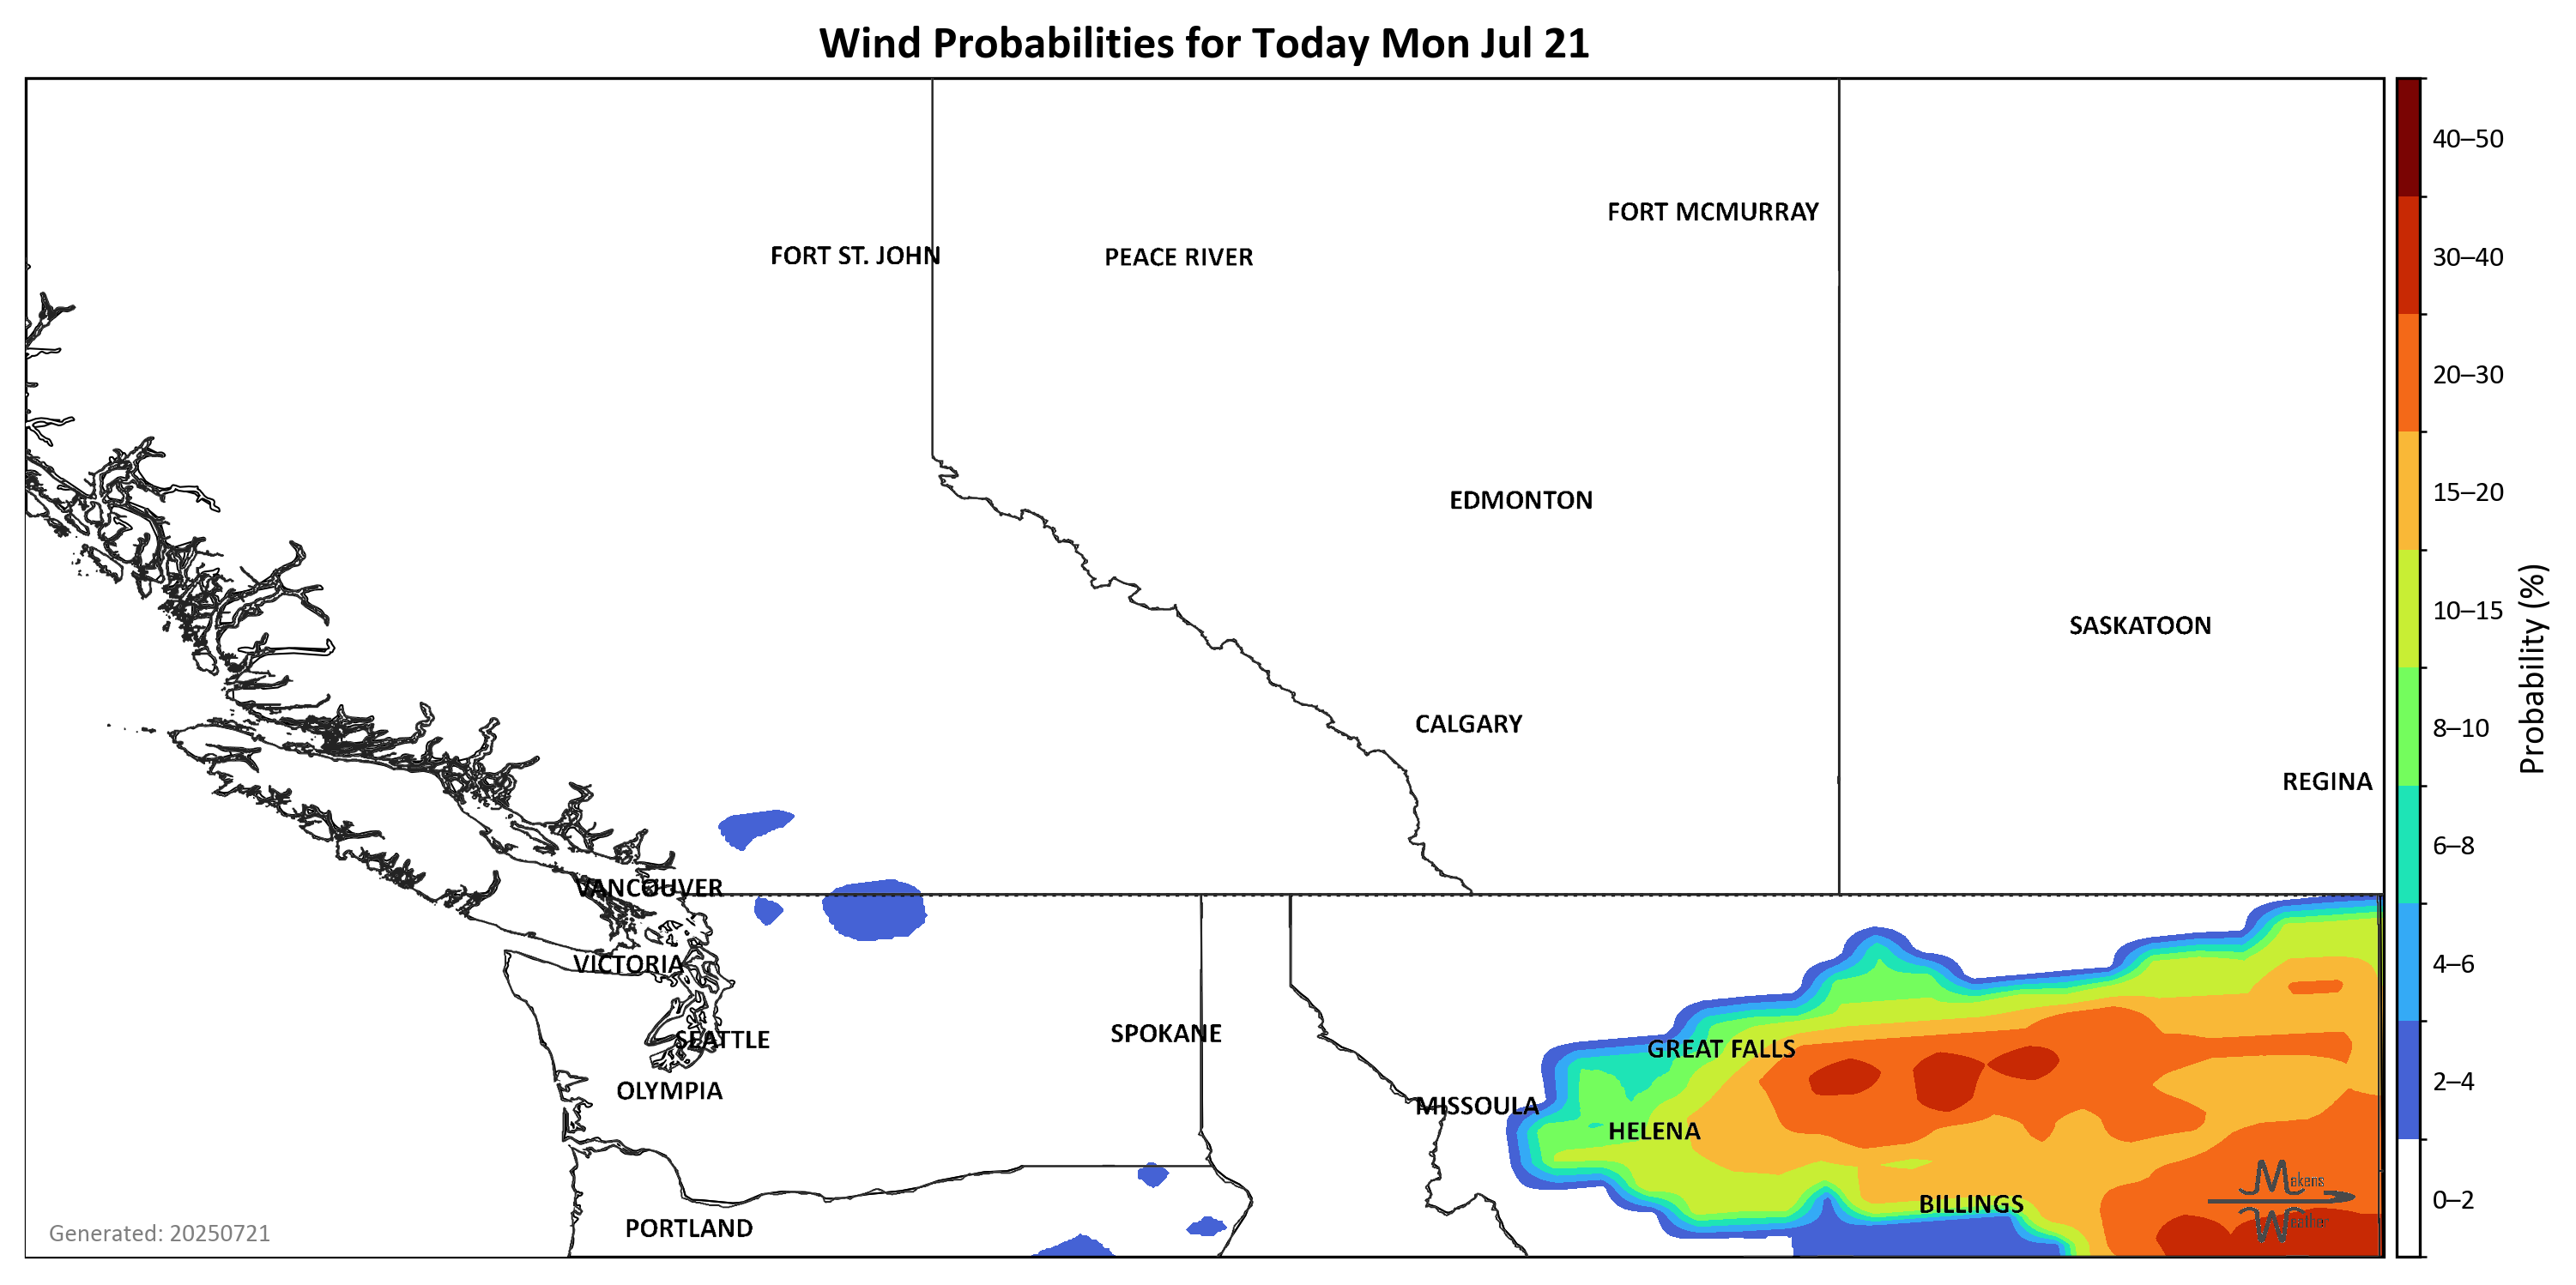 Wind Probabilities for Today Mon Jul 21
FORT MCMURRAY
FORT ST. JOHN
PEACE RIVER
EDMONTON
SASKATOON
CALGARY
REGINA
VANCOUVER
VICTORIA
SPOKANE
SEATTLE
GREAT FALLS
OLYMPIA
MISSOULA
HELENA
BILLINGS
PORTLAND
Makens
Weather
Generated: 20250721
40–50
30–40
20–30
15–20
10–15
8–10
6–8
4–6
2–4
0–2
Probability (%)